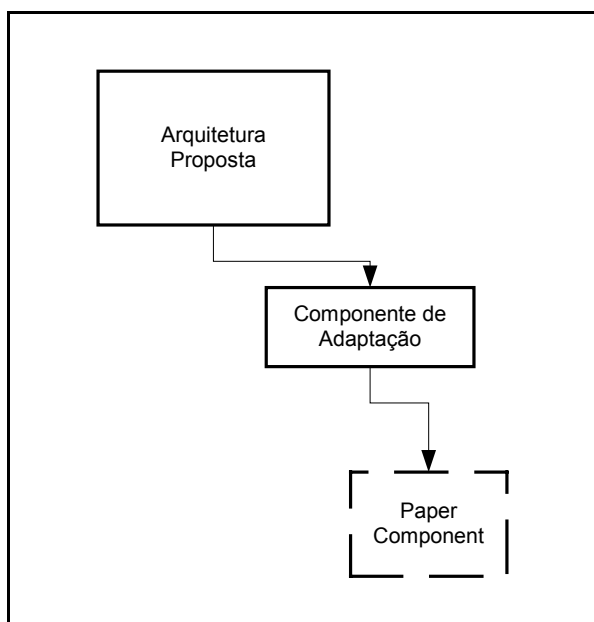 Arquitetura
Proposta
Componente de
Adaptação
Paper
Component